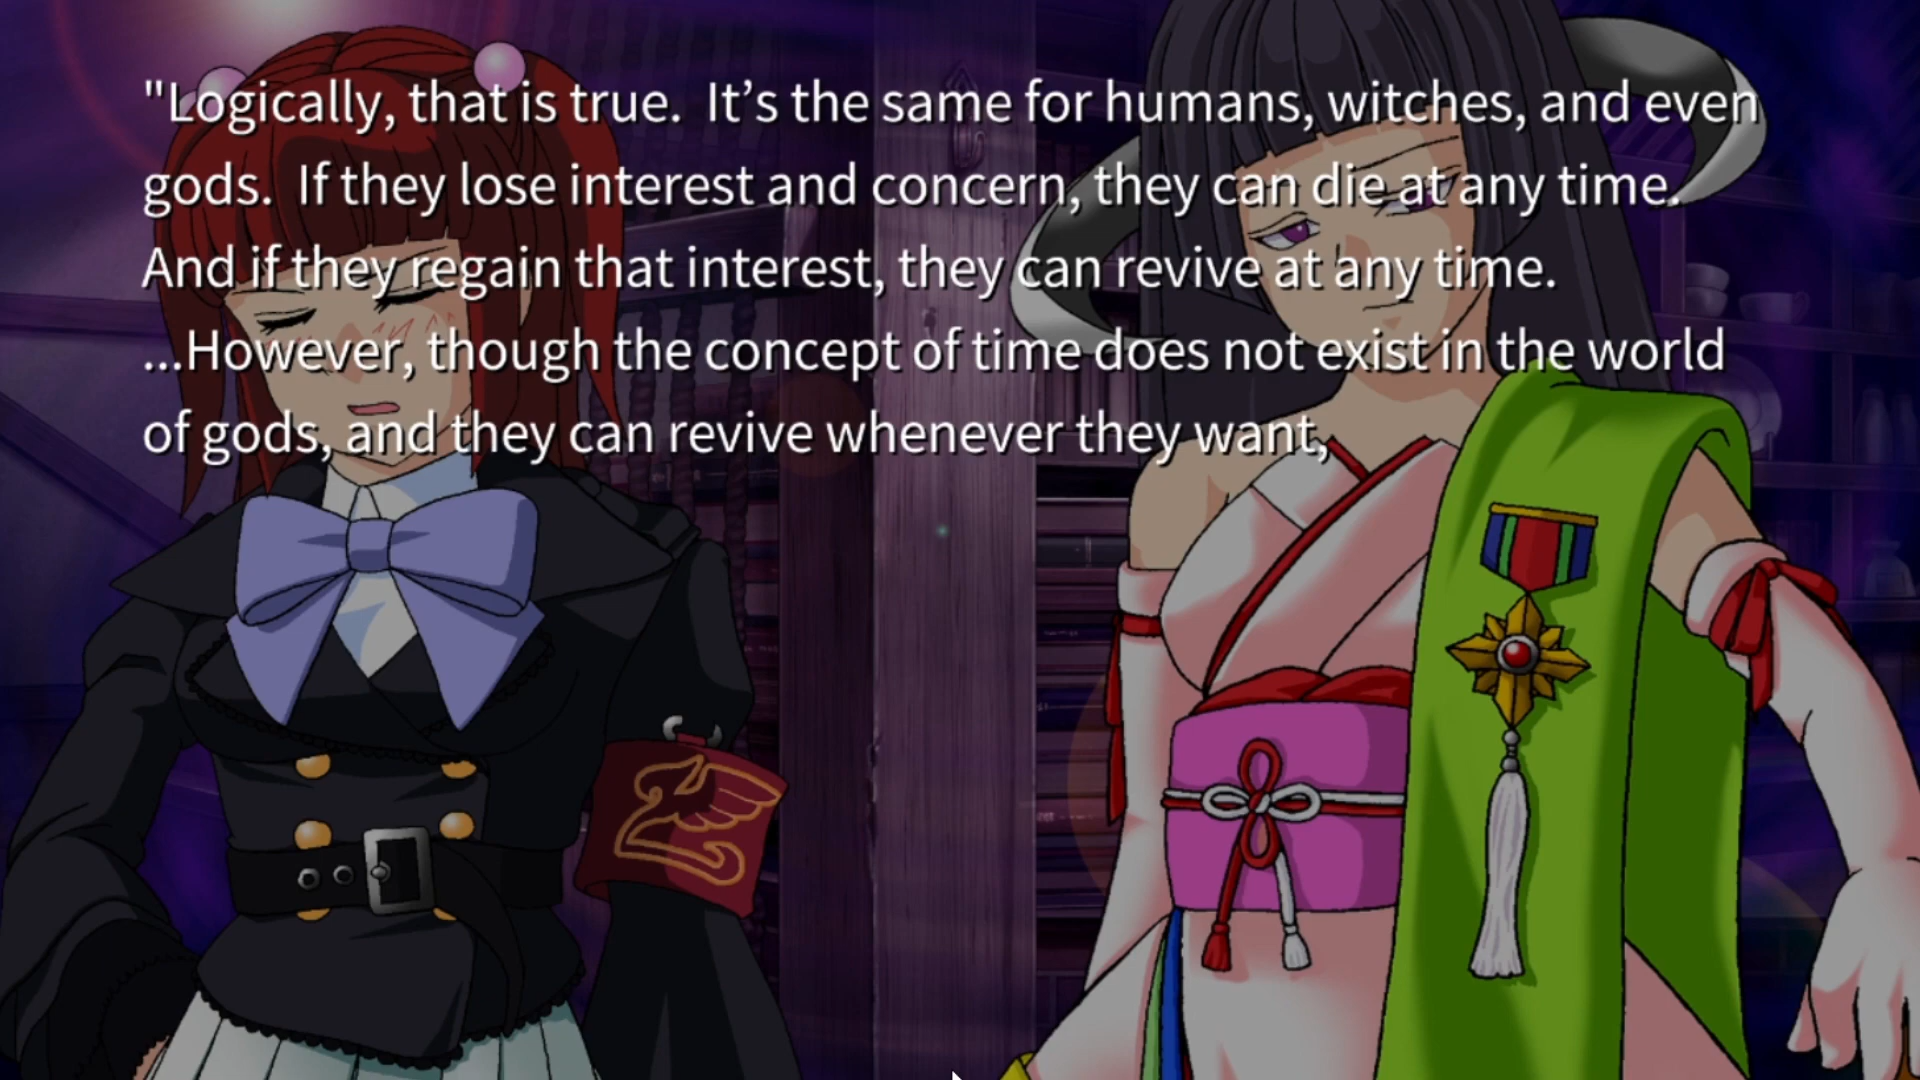 "Logically, that is true.  It’s the same for humans, witches, and even
gods.  If they lose interest and concern, they can die at any time.
And if they regain that interest, they can revive at any time.
...However, though the concept of time does not exist in the world
of gods, and they can revive whenever they want,